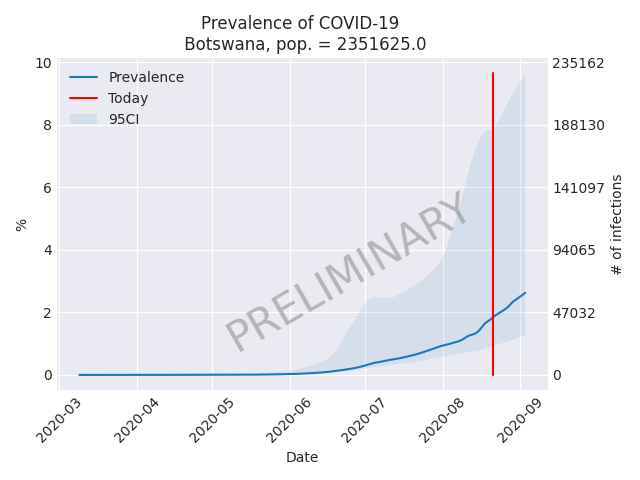 Prevalence of COVID-19
Botswana, pop. = 2351625.0
Prevalence
Today
95CI
10
8
6
4
2
0
%
235162
188130
141097
94065
47032
0
# of infections
PRELIMINARY
2020-03
2020-04
2020-05
2020-06
2020-07
2020-08
2020-09
Date